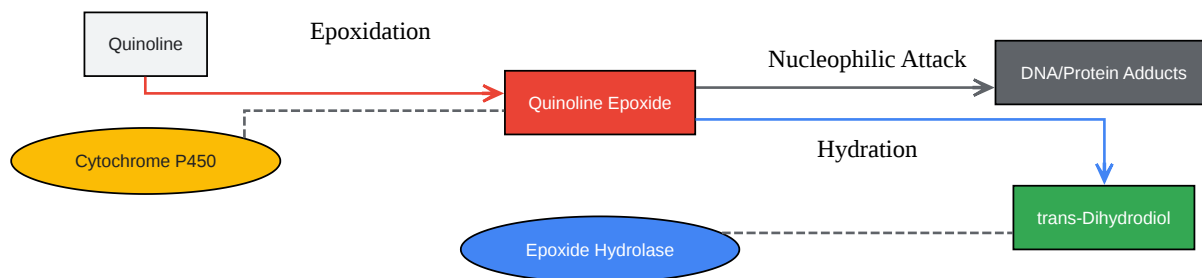 Quinoline
Epoxidation
Nucleophilic Attack
DNA/Protein Adducts
Quinoline Epoxide
Cytochrome P450
Hydration
trans-Dihydrodiol
Epoxide Hydrolase